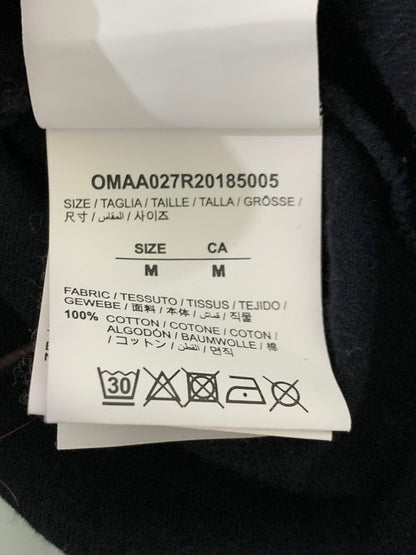 OMAA027R20185005
SIZE / TAGLIA / TAILLE / TALLA / GRÖSSE /
尺寸 / المقاس / 사이즈
SIZE CA
M M
FABRIC / TESSUTO / TISSUS / TEJIDO /
GEWEBE / 面料 / 本体 / قماش / 직물
100% COTTON / COTONE / COTON /
ALGODÓN / BAUMWOLLE / 棉
/ コットン / القطن / 면직
30